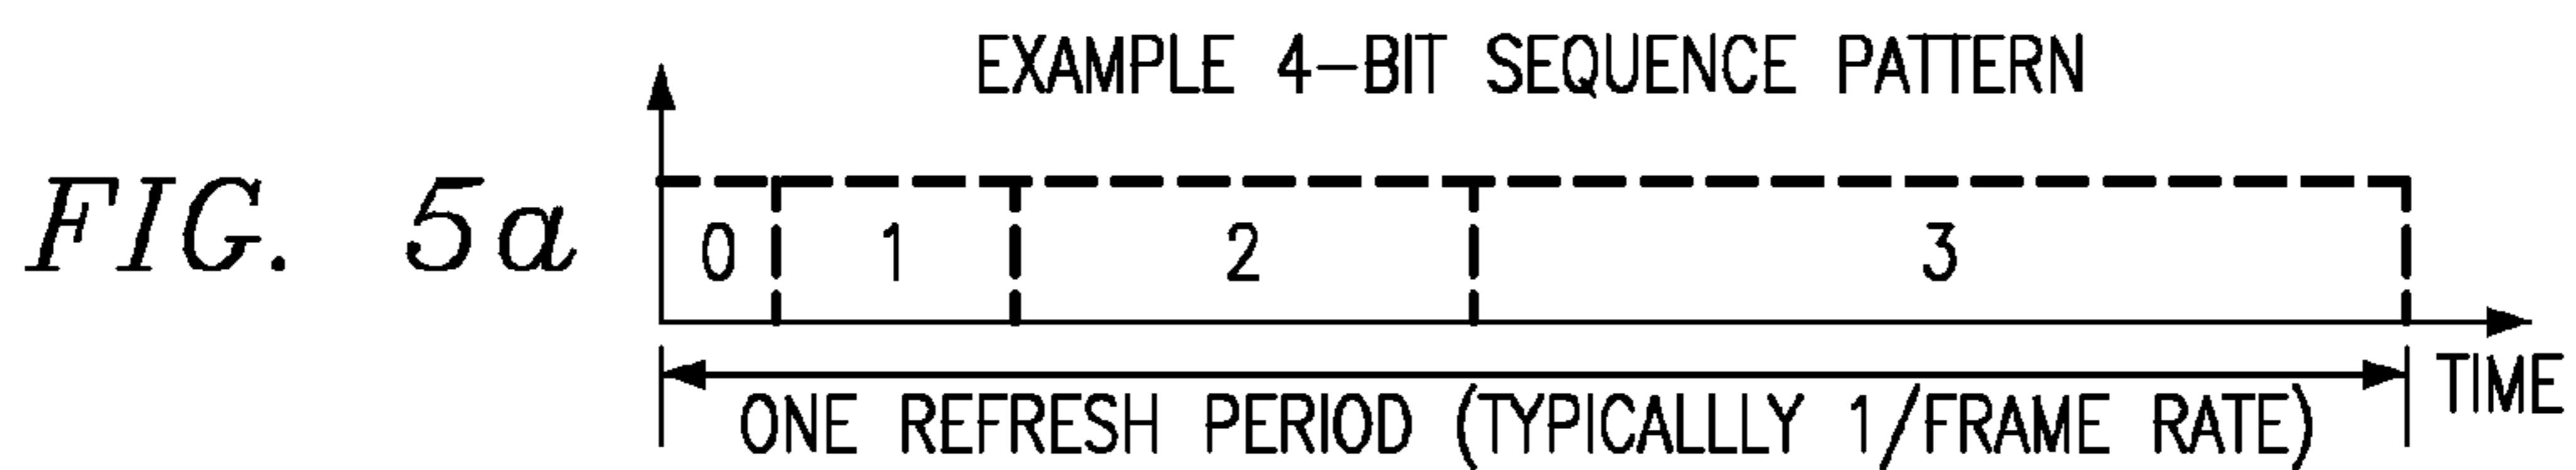 EXAMPLE 4-BIT SEQUENCE PATTERN
FIG. 5a
0 1 2 3
TIME
ONE REFRESH PERIOD (TYPICALLLY 1/FRAME RATE)